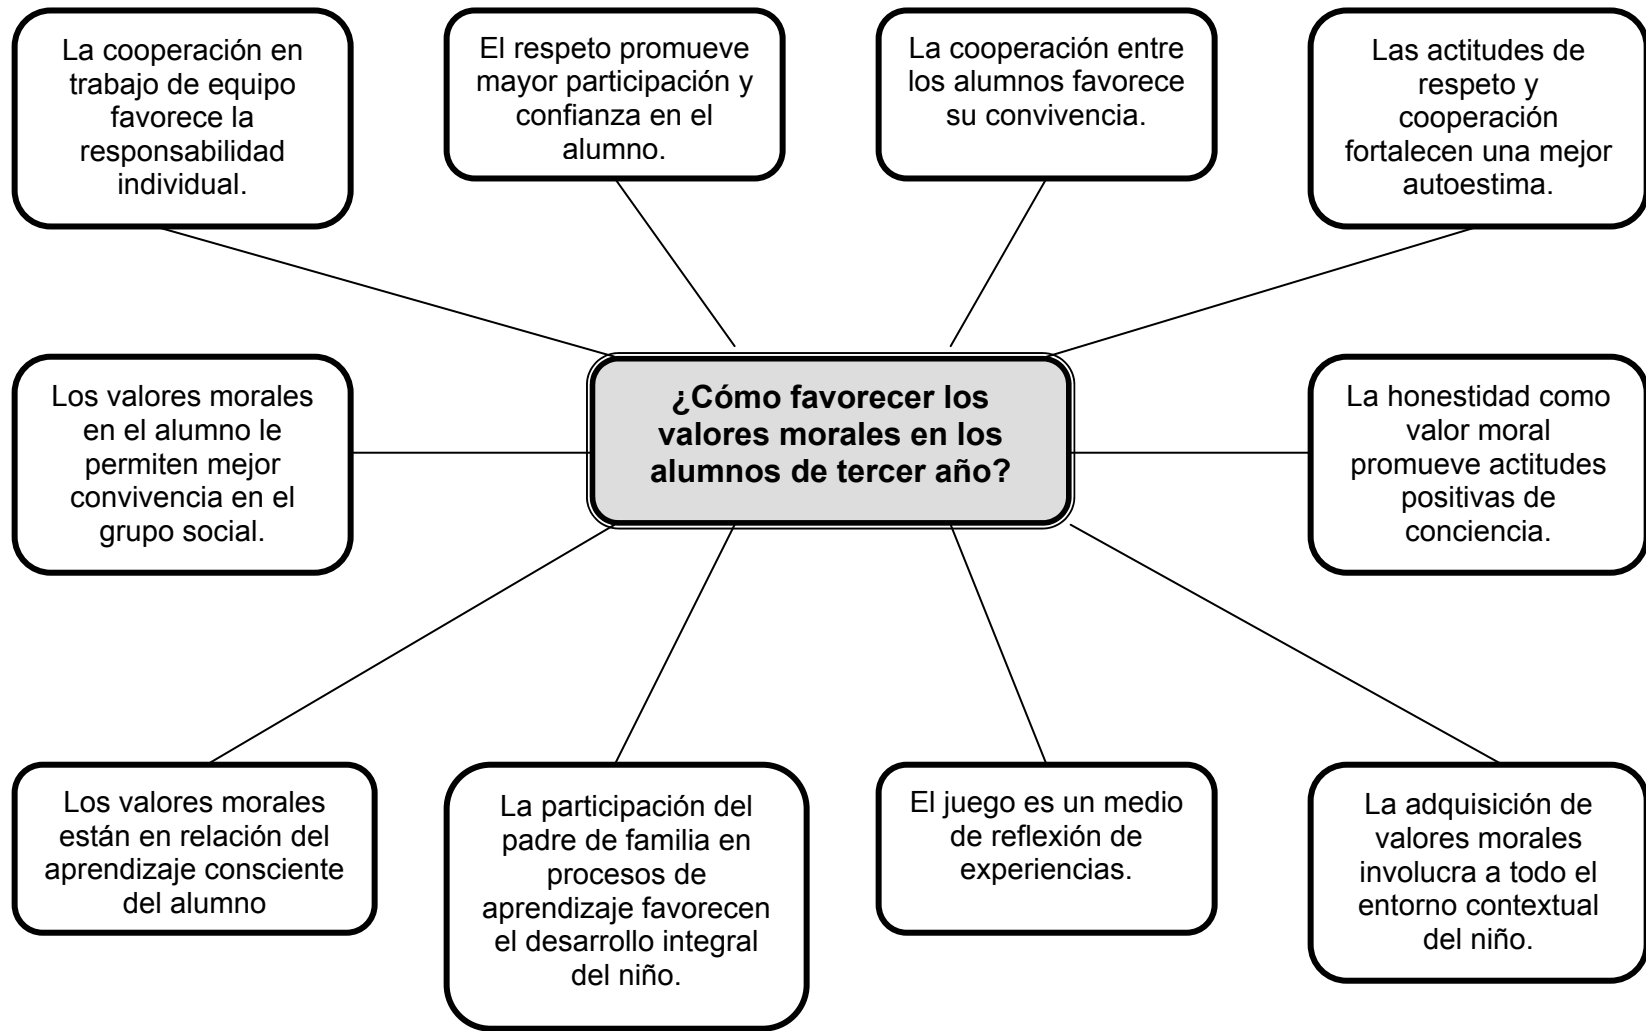 La cooperación en
trabajo de equipo
favorece la
responsabilidad
individual.
El respeto promueve
mayor participación y
confianza en el
alumno.
La cooperación entre
los alumnos favorece
su convivencia.
Las actitudes de
respeto y
cooperación
fortalecen una mejor
autoestima.
Los valores morales
en el alumno le
permiten mejor
convivencia en el
grupo social.
¿Cómo favorecer los
valores morales en los
alumnos de tercer año?
La honestidad como
valor moral
promueve actitudes
positivas de
conciencia.
Los valores morales
están en relación del
aprendizaje consciente
del alumno
La participación del
padre de familia en
procesos de
aprendizaje favorecen
el desarrollo integral
del niño.
El juego es un medio
de reflexión de
experiencias.
La adquisición de
valores morales
involucra a todo el
entorno contextual
del niño.